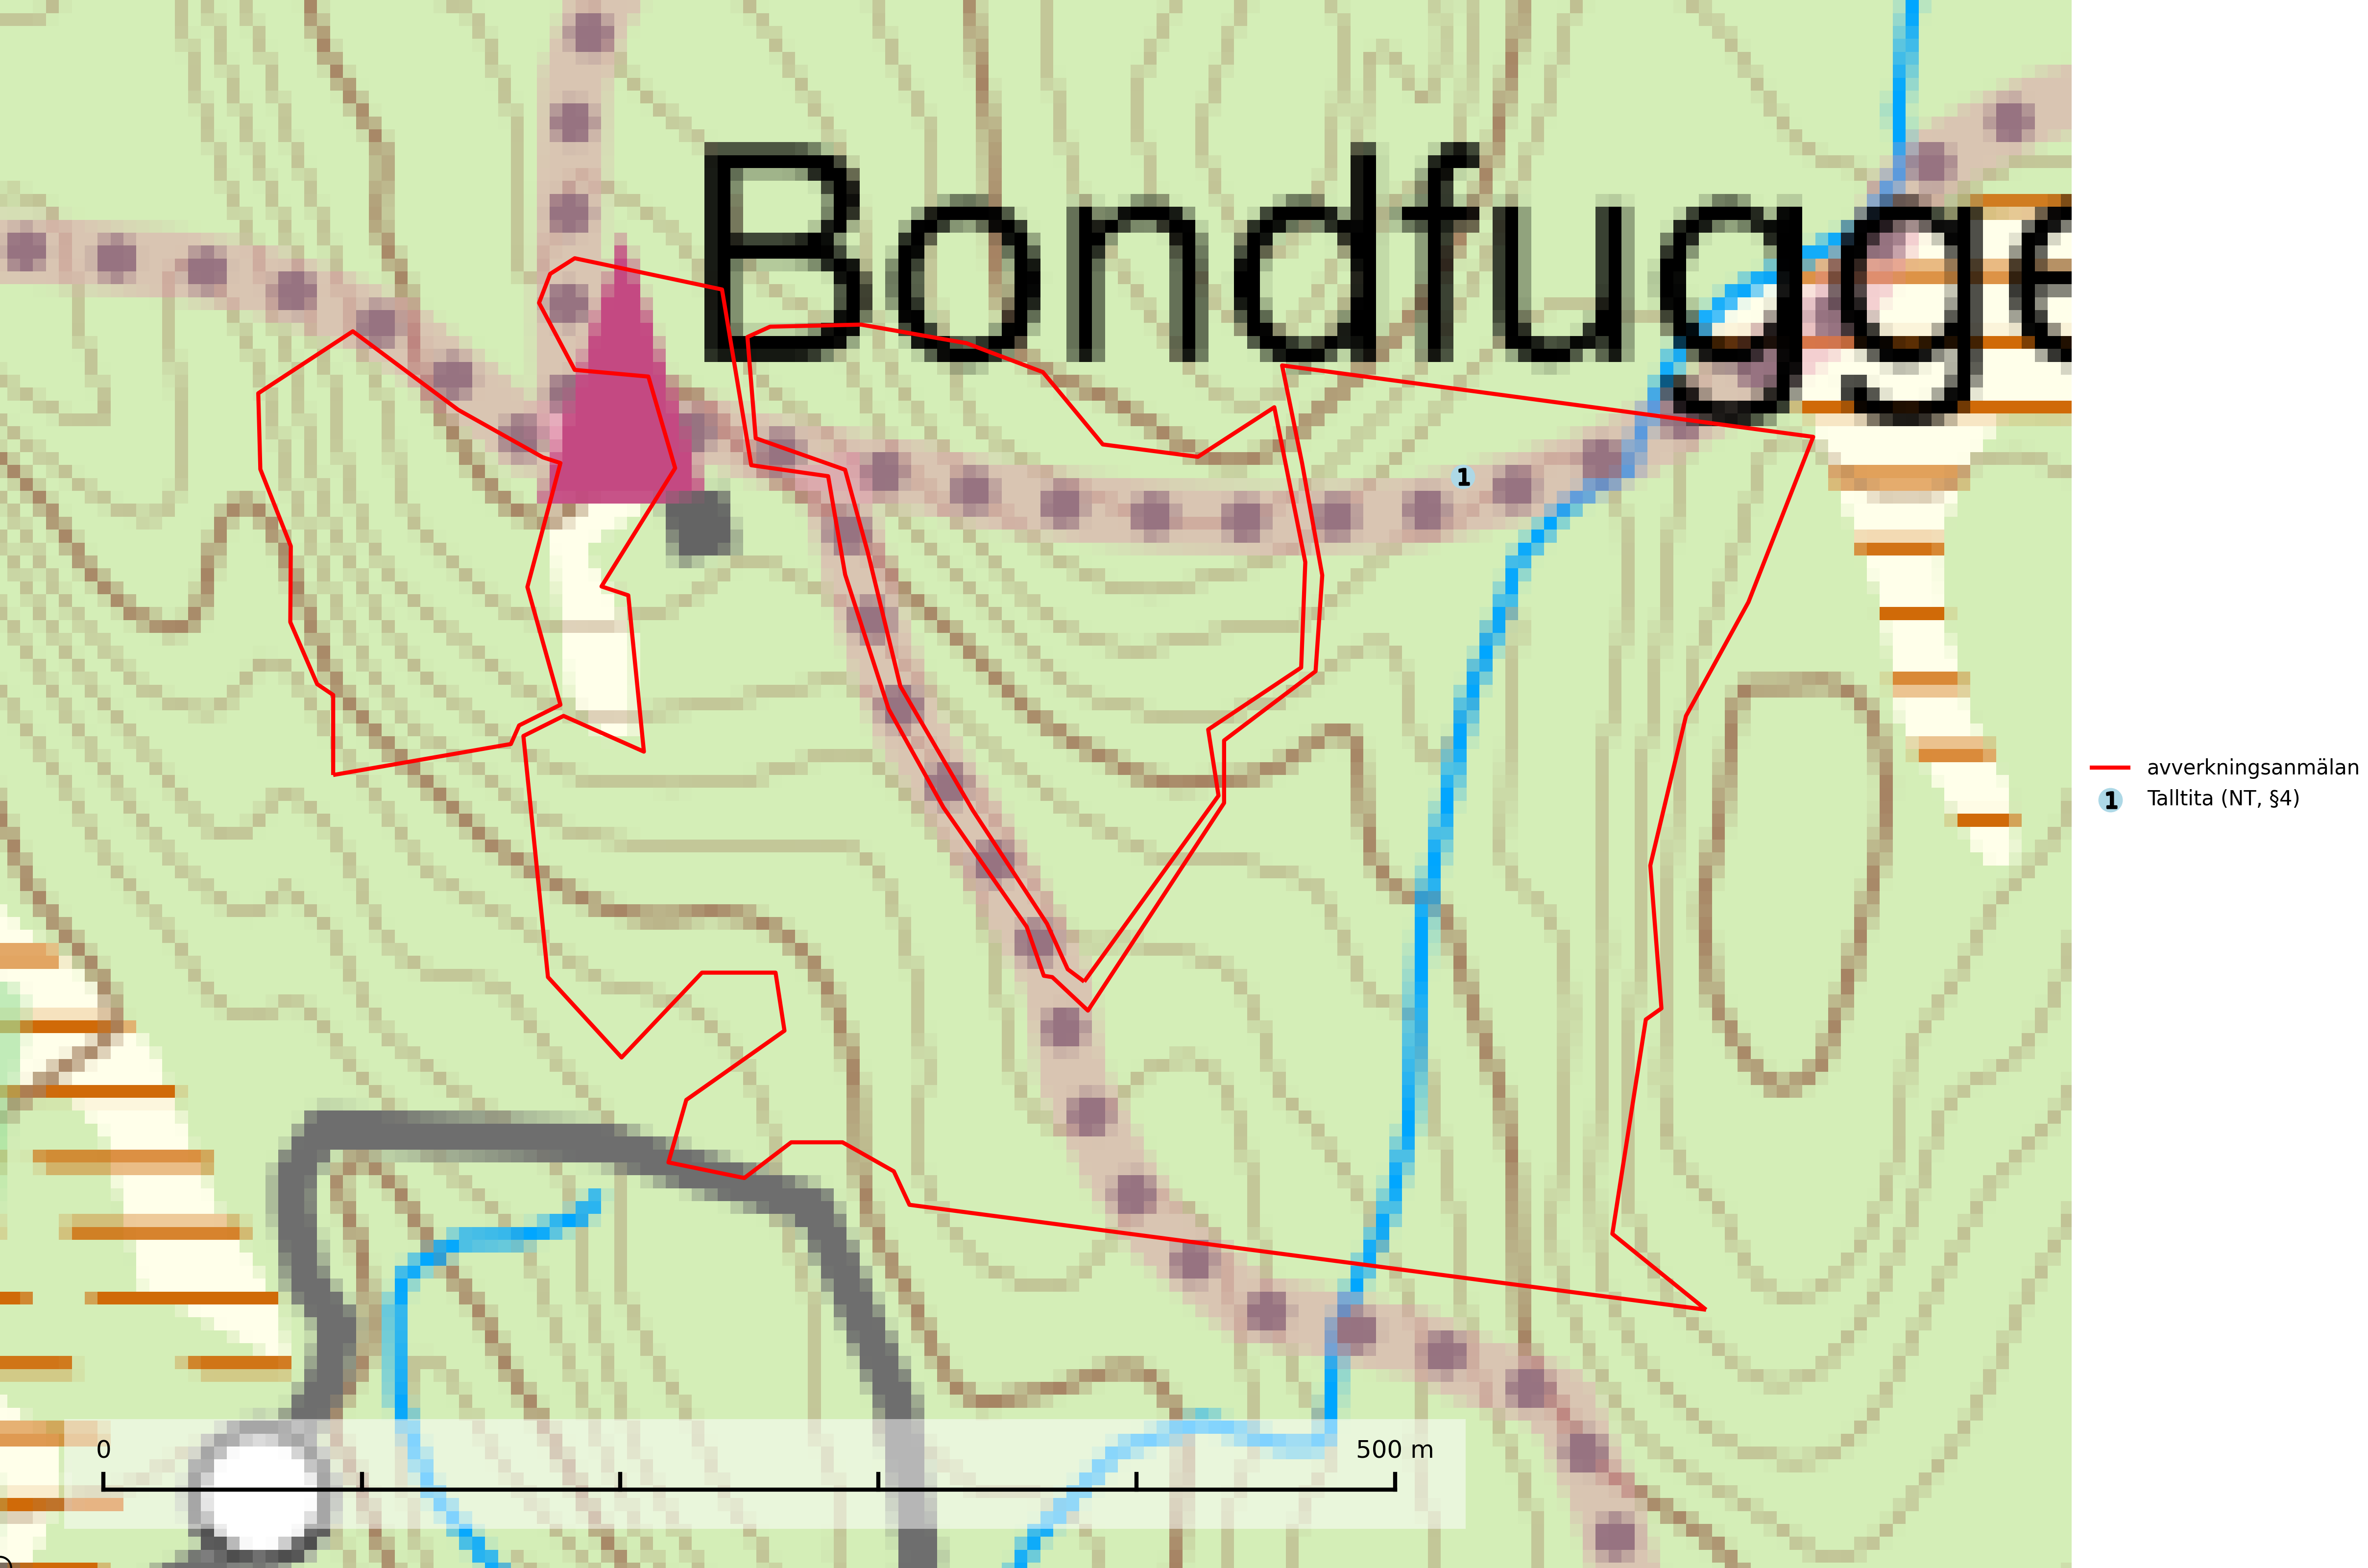 Bondfugge
1
avverkningsanmälan
1 Talltita (NT, §4)
0 500 m